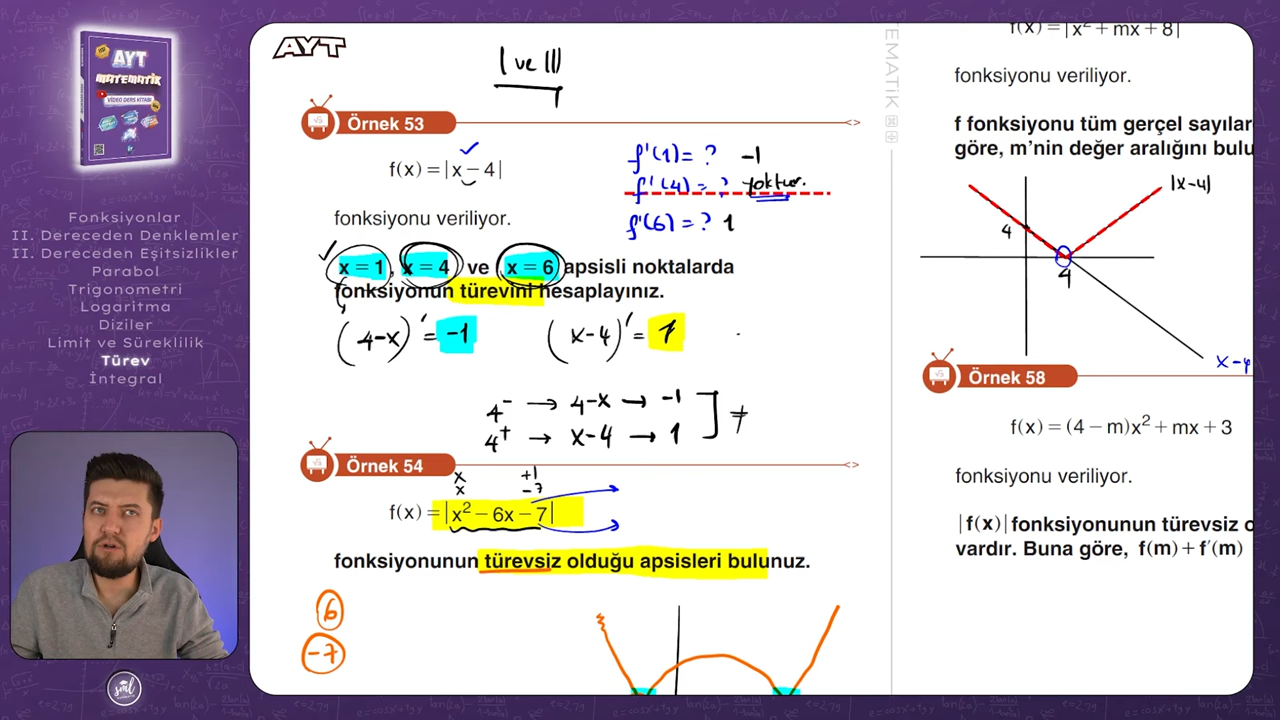 AYT
MATEMATİK
VİDEO DERS KİTABI
Fonksiyonlar
II. Dereceden Denklemler
II. Dereceden Eşitsizlikler
Parabol
Trigonometri
Logaritma
Diziler
Limit ve Süreklilik
Türev
İntegral
sml
AYT
I ve III
Örnek 53
f(x) = |x − 4|
f'(1) = ? −1
f'(4) = ? yoktur.
f'(6) = ? 1
fonksiyonu veriliyor.
x = 1, x = 4 ve x = 6 apsisli noktalarda
fonksiyonun türevini hesaplayınız.
(4−x)' = −1 (x−4)' = 1
4⁻ → 4−x → −1
4⁺ → x−4 → 1
≠
Örnek 54
x +1
x −7
f(x) = |x² − 6x − 7|
fonksiyonunun türevsiz olduğu apsisleri bulunuz.
6
−7
EMATİK
f(x) = |x² + mx + 8|
fonksiyonu veriliyor.
f fonksiyonu tüm gerçel sayılar
göre, m'nin değer aralığını bulu
|x−4|
4
4
x−4
Örnek 58
f(x) = (4 − m)x² + mx + 3
fonksiyonu veriliyor.
|f(x)| fonksiyonunun türevsiz o
vardır. Buna göre, f(m) + f'(m)